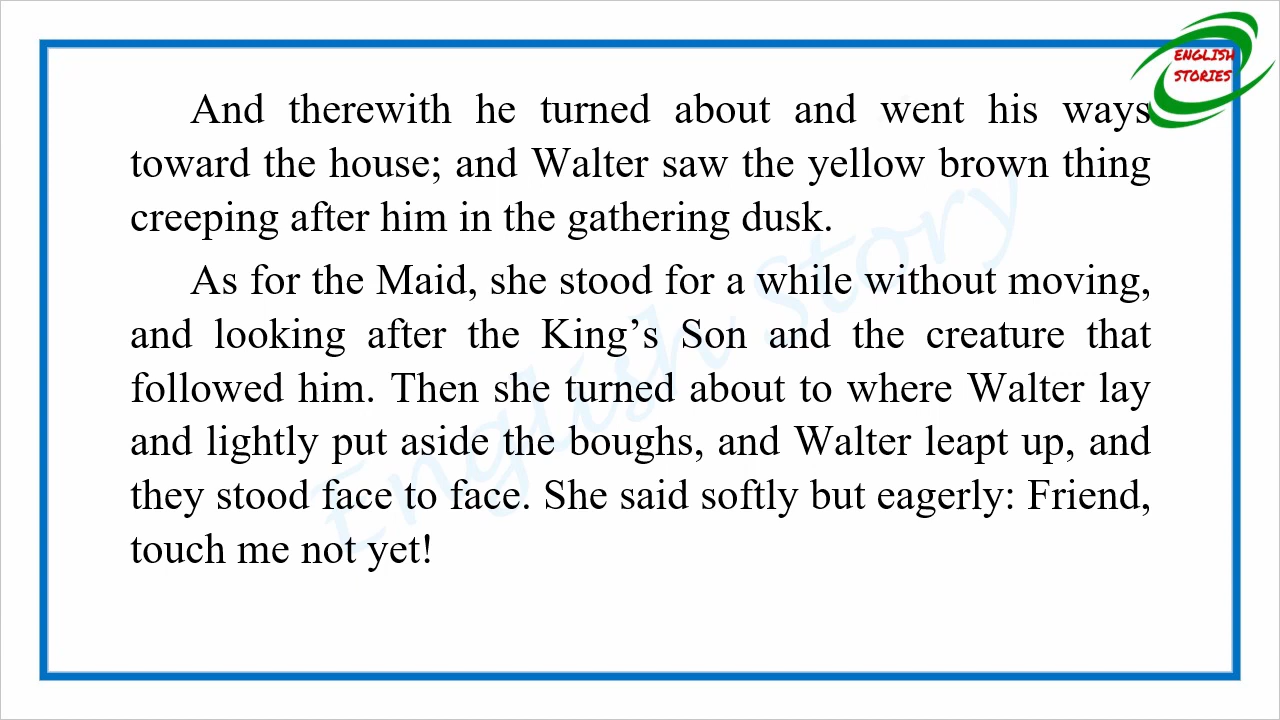 ENGLISH
STORIES
And therewith he turned about and went his ways
toward the house; and Walter saw the yellow brown thing
creeping after him in the gathering dusk.
As for the Maid, she stood for a while without moving,
and looking after the King’s Son and the creature that
followed him. Then she turned about to where Walter lay
and lightly put aside the boughs, and Walter leapt up, and
they stood face to face. She said softly but eagerly: Friend,
touch me not yet!
English Story